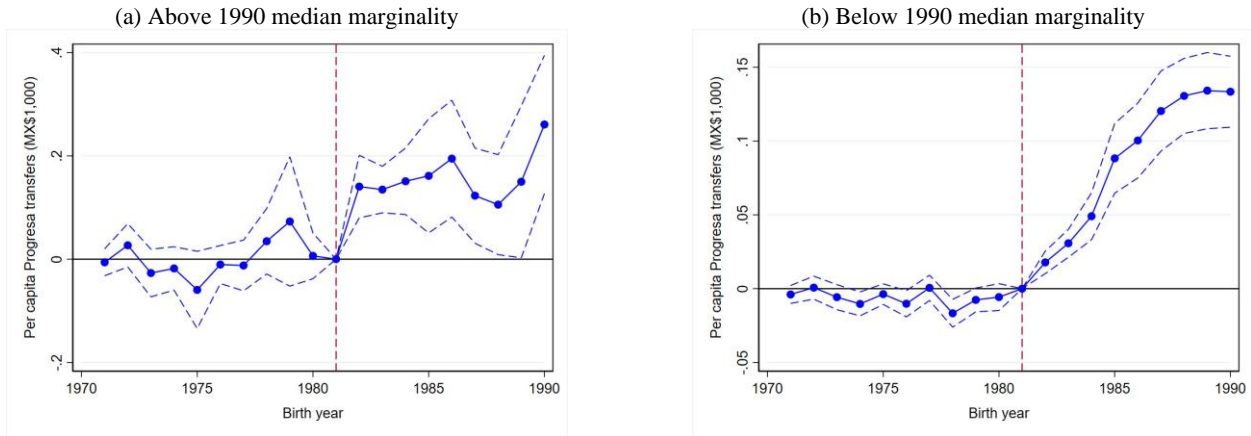 (a) Above 1990 median marginality
Per capita Progresa transfers (MX$1,000)
.4
.2
0
-.2
1970 1975 1980 1985 1990
Birth year
(b) Below 1990 median marginality
Per capita Progresa transfers (MX$1,000)
.15
.1
.05
0
-.05
1970 1975 1980 1985 1990
Birth year